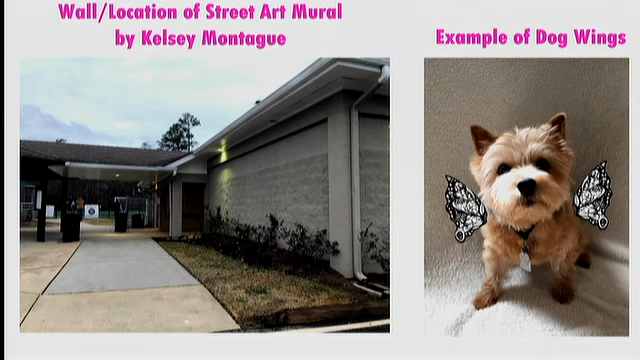 Wall/Location of Street Art Mural
by Kelsey Montague
Example of Dog Wings